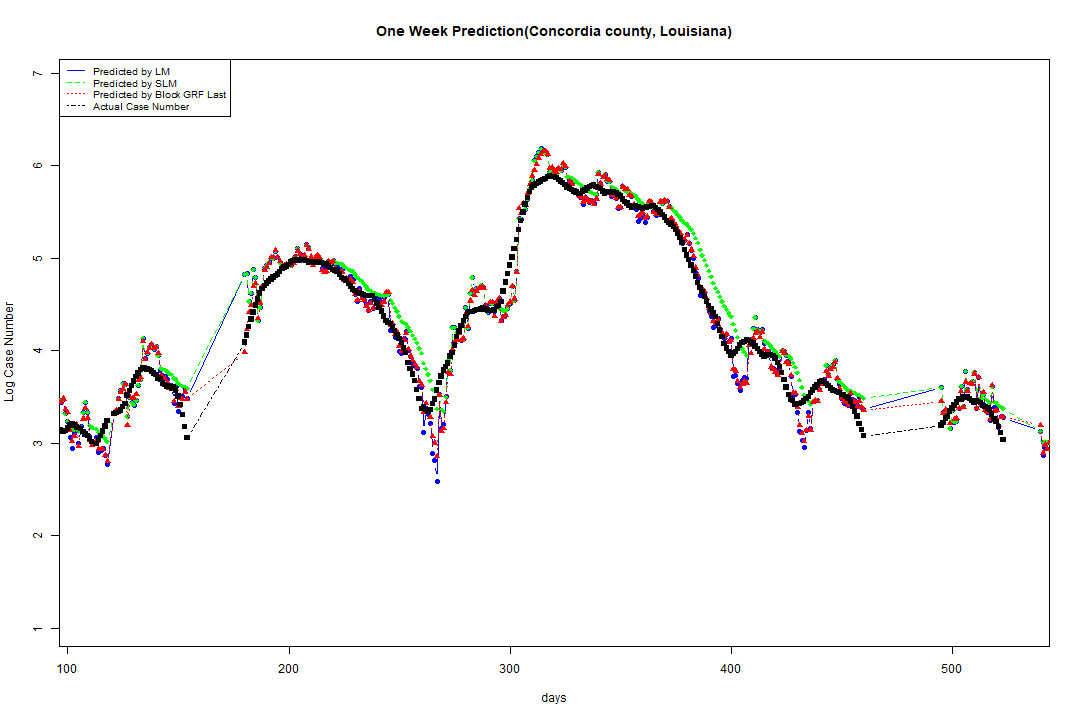 One Week Prediction(Concordia county, Louisiana)
Predicted by LM
Predicted by SLM
Predicted by Block GRF Last
Actual Case Number
7
6
5
4
3
2
1
Log Case Number
100 200 300 400 500
days